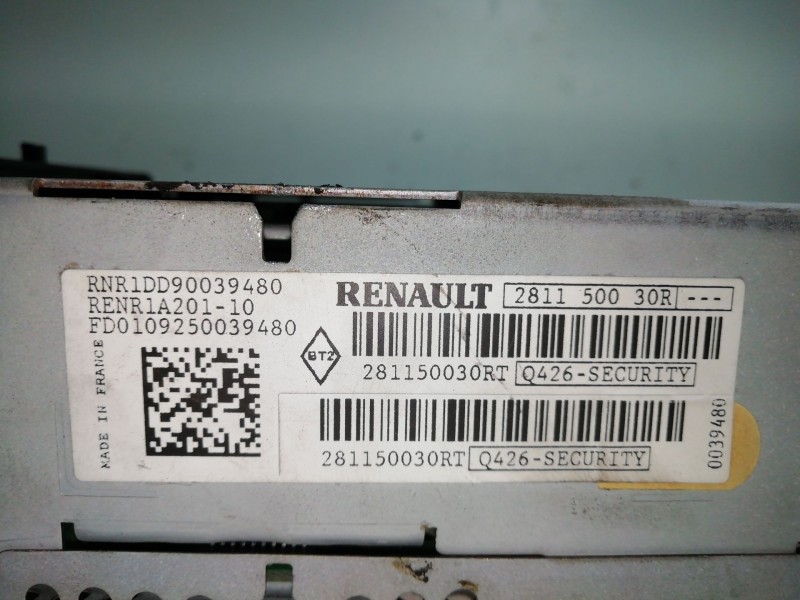 RNR1DD90039480
RENR1A201-10
FD0109250039480
MADE IN FRANCE
RENAULT 2811 500 30R ---
BT2
281150030RT Q426-SECURITY
281150030RT Q426-SECURITY
0039480